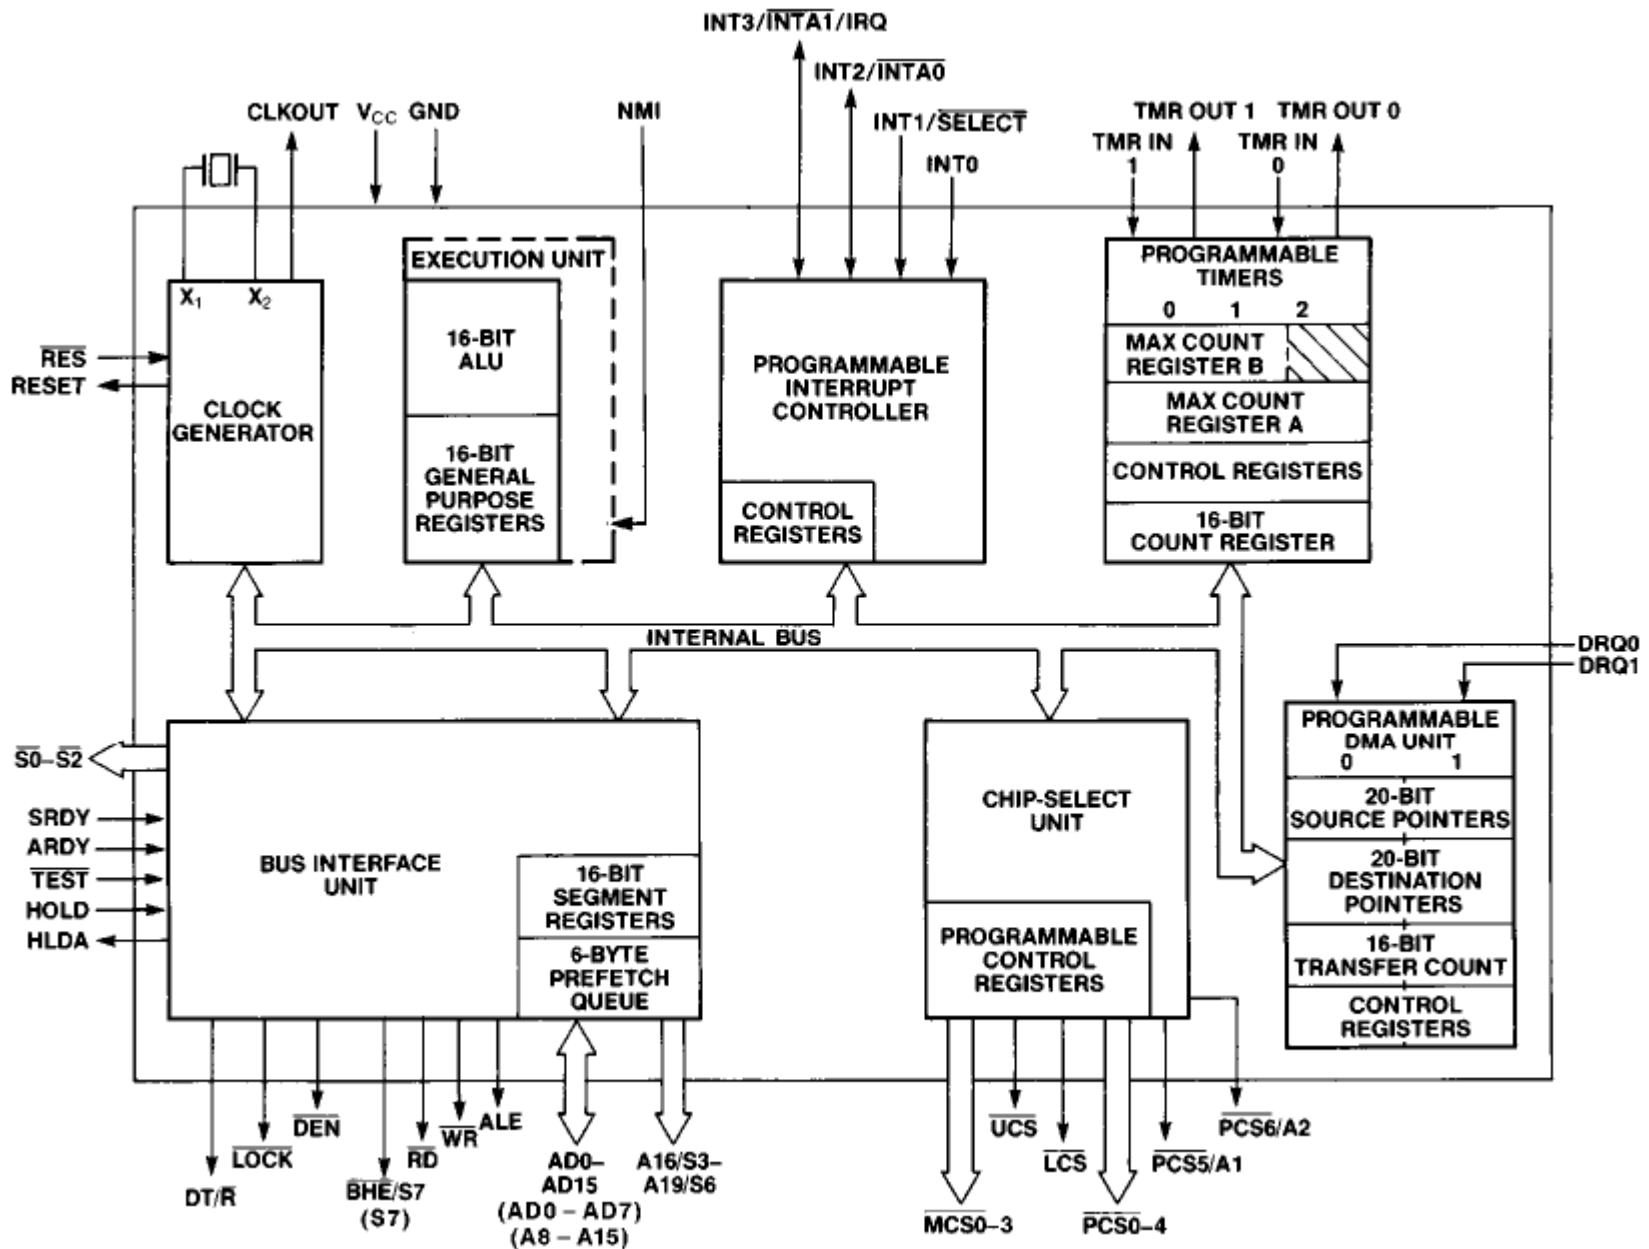 INT3/INTA1/IRQ
INT2/INTA0
CLKOUT VCC GND NMI
INT1/SELECT
INT0
TMR OUT 1 TMR OUT 0
TMR IN 1
TMR IN 0
X1 X2
RES
RESET
CLOCK
GENERATOR
EXECUTION UNIT
16-BIT
ALU
16-BIT
GENERAL
PURPOSE
REGISTERS
PROGRAMMABLE
INTERRUPT
CONTROLLER
CONTROL
REGISTERS
PROGRAMMABLE
TIMERS
0 1 2
MAX COUNT
REGISTER B
MAX COUNT
REGISTER A
CONTROL REGISTERS
16-BIT
COUNT REGISTER
INTERNAL BUS
DRQ0
DRQ1
S0–S2
SRDY
ARDY
TEST
HOLD
HLDA
BUS INTERFACE
UNIT
16-BIT
SEGMENT
REGISTERS
6-BYTE
PREFETCH
QUEUE
CHIP-SELECT
UNIT
PROGRAMMABLE
CONTROL
REGISTERS
PROGRAMMABLE
DMA UNIT
0 1
20-BIT
SOURCE POINTERS
20-BIT
DESTINATION
POINTERS
16-BIT
TRANSFER COUNT
CONTROL
REGISTERS
DT/R
LOCK
DEN
BHE/S7
(S7)
RD
WR
ALE
AD0–
AD15
(AD0 – AD7)
(A8 – A15)
A16/S3–
A19/S6
MCS0–3
UCS
LCS
PCS0–4
PCS5/A1
PCS6/A2